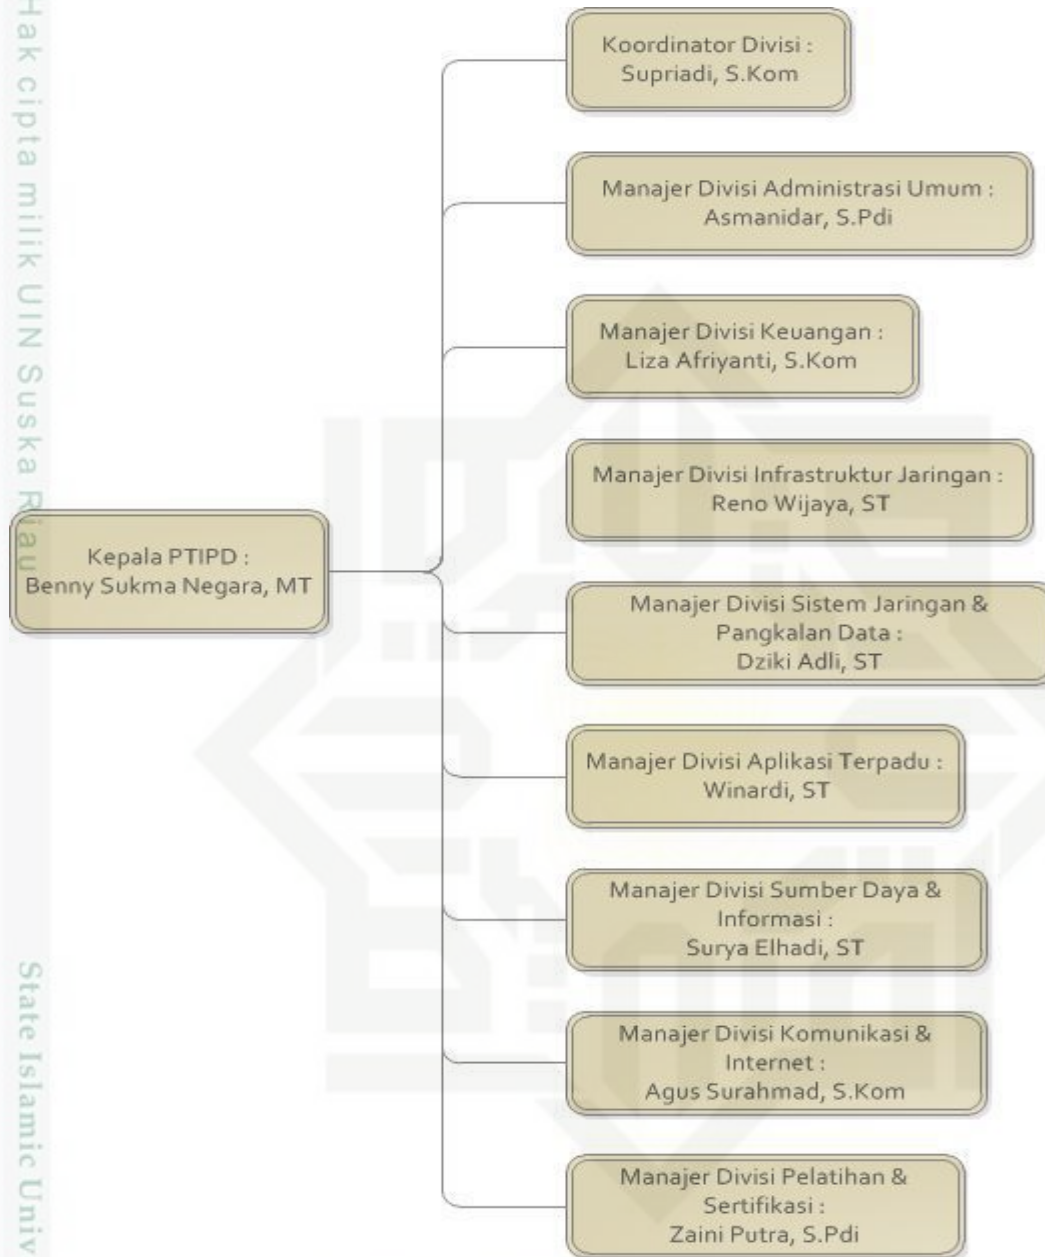 Hak cipta milik UIN Suska Riau
State Islamic Univ
Kepala PTIPD :
Benny Sukma Negara, MT
Koordinator Divisi :
Supriadi, S.Kom
Manajer Divisi Administrasi Umum :
Asmanidar, S.Pdi
Manajer Divisi Keuangan :
Liza Afriyanti, S.Kom
Manajer Divisi Infrastruktur Jaringan :
Reno Wijaya, ST
Manajer Divisi Sistem Jaringan &
Pangkalan Data :
Dziki Adli, ST
Manajer Divisi Aplikasi Terpadu :
Winardi, ST
Manajer Divisi Sumber Daya &
Informasi :
Surya Elhadi, ST
Manajer Divisi Komunikasi &
Internet :
Agus Surahmad, S.Kom
Manajer Divisi Pelatihan &
Sertifikasi :
Zaini Putra, S.Pdi